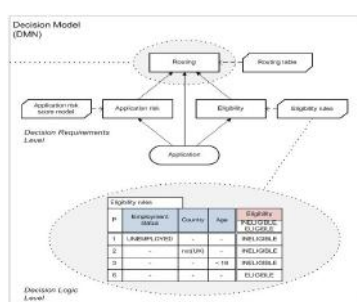 Decision Model
(DMN)
Routing
Routing table
Application risk
score model
Application risk
Eligibility
Eligibility rules
Decision Requirements
Level
Application
Eligibility rules
P
Employment
status
Country
Age
Eligibility
INELIGIBLE
ELIGIBLE
1 UNEMPLOYED - - INELIGIBLE
2 - not(UK) - INELIGIBLE
3 - - < 18 INELIGIBLE
- - - ELIGIBLE
Decision Logic
Level